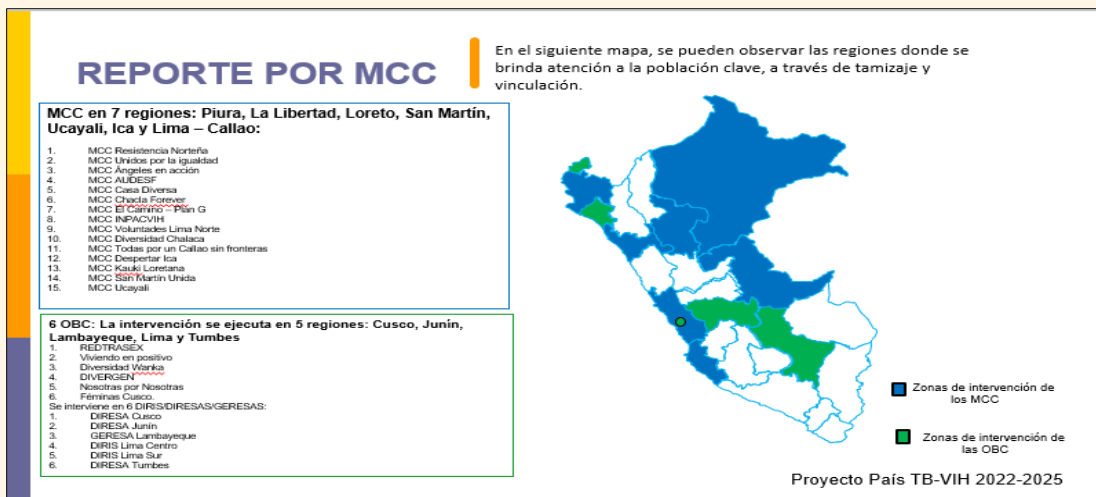 REPORTE POR MCC
En el siguiente mapa, se pueden observar las regiones donde se
brinda atención a la población clave, a través de tamizaje y
vinculación.
MCC en 7 regiones: Piura, La Libertad, Loreto, San Martín,
Ucayali, Ica y Lima – Callao:
1. MCC Resistencia Norteña
2. MCC Unidos por la igualdad
3. MCC Ángeles en acción
4. MCC AUDESF
5. MCC Casa Diversa
6. MCC Chacla Forever
7. MCC El Camino – Plan G
8. MCC INPACVIH
9. MCC Voluntades Lima Norte
10. MCC Diversidad Chalaca
11. MCC Todas por un Callao sin fronteras
12. MCC Despertar Ica
13. MCC Kauki Loretana
14. MCC San Martín Unida
15. MCC Ucayali
6 OBC: La intervención se ejecuta en 5 regiones: Cusco, Junín,
Lambayeque, Lima y Tumbes
1. REDTRASEX
2. Viviendo en positivo
3. Diversidad Wanka
4. DIVERGEN
5. Nosotras por Nosotras
6. Féminas Cusco.
Se interviene en 6 DIRIS/DIRESAS/GERESAS:
1. DIRESA Cusco
2. DIRESA Junín
3. GERESA Lambayeque
4. DIRIS Lima Centro
5. DIRIS Lima Sur
6. DIRESA Tumbes
Zonas de intervención de
los MCC
Zonas de intervención de
las OBC
Proyecto País TB-VIH 2022-2025